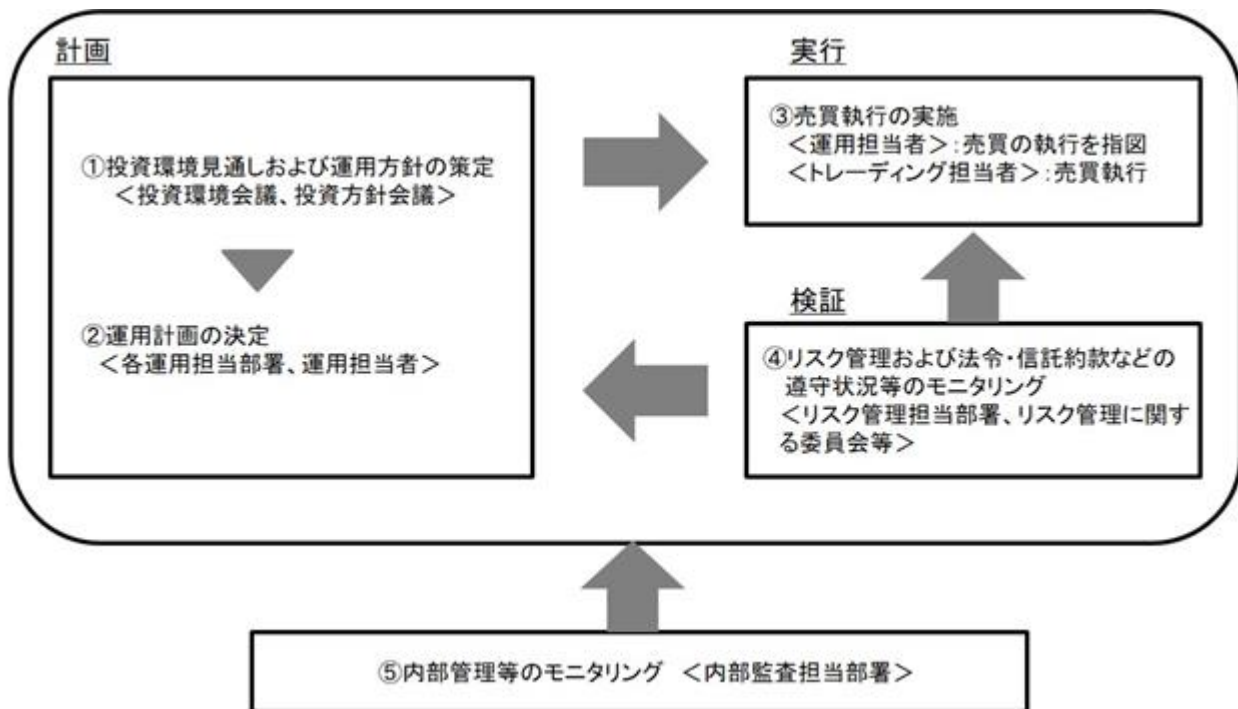 計画
①投資環境見通しおよび運用方針の策定
＜投資環境会議、投資方針会議＞
②運用計画の決定
＜各運用担当部署、運用担当者＞
実行
③売買執行の実施
＜運用担当者＞：売買の執行を指図
＜トレーディング担当者＞：売買執行
検証
④リスク管理および法令・信託約款などの
遵守状況等のモニタリング
＜リスク管理担当部署、リスク管理に関す
る委員会等＞
⑤内部管理等のモニタリング　＜内部監査担当部署＞